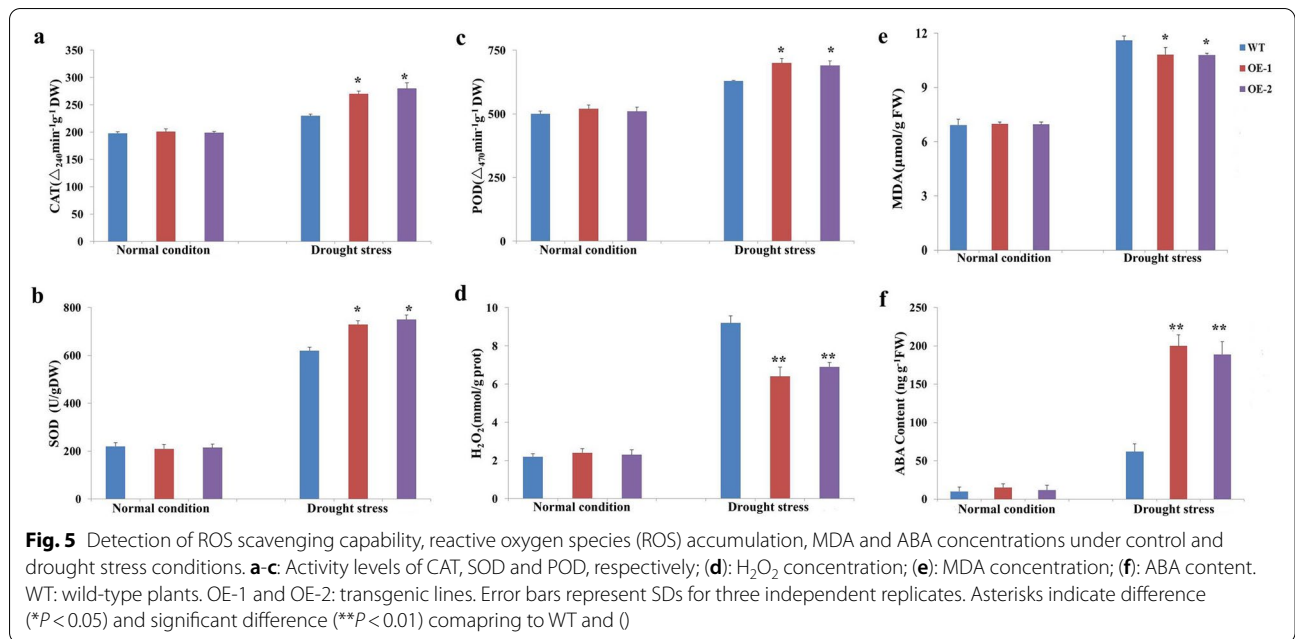 a
350
300
250
200
150
100
50
0
CAT(△₂₄₀min⁻¹g⁻¹ DW)
*
*
Normal conditon
Drought stress
c
750
500
250
0
POD(△₄₇₀min⁻¹g⁻¹ DW)
*
*
Normal condition
Drought stress
e
12
9
6
3
0
MDA(μmol/g FW)
*
*
Normal condition
Drought stress
WT
OE-1
OE-2
b
800
600
400
200
0
SOD (U/gDW)
*
*
Normal condition
Drought stress
d
10
8
6
4
2
0
H₂O₂(mmol/g prot)
**
**
Normal condition
Drought stress
f
250
200
150
100
50
0
ABA Content (ng g⁻¹FW)
**
**
Normal condition
Drought stress
Fig. 5 Detection of ROS scavenging capability, reactive oxygen species (ROS) accumulation, MDA and ABA concentrations under control and
drought stress conditions. a-c: Activity levels of CAT, SOD and POD, respectively; (d): H₂O₂ concentration; (e): MDA concentration; (f): ABA content.
WT: wild-type plants. OE-1 and OE-2: transgenic lines. Error bars represent SDs for three independent replicates. Asterisks indicate difference
(*P < 0.05) and significant difference (**P < 0.01) comapring to WT and ()